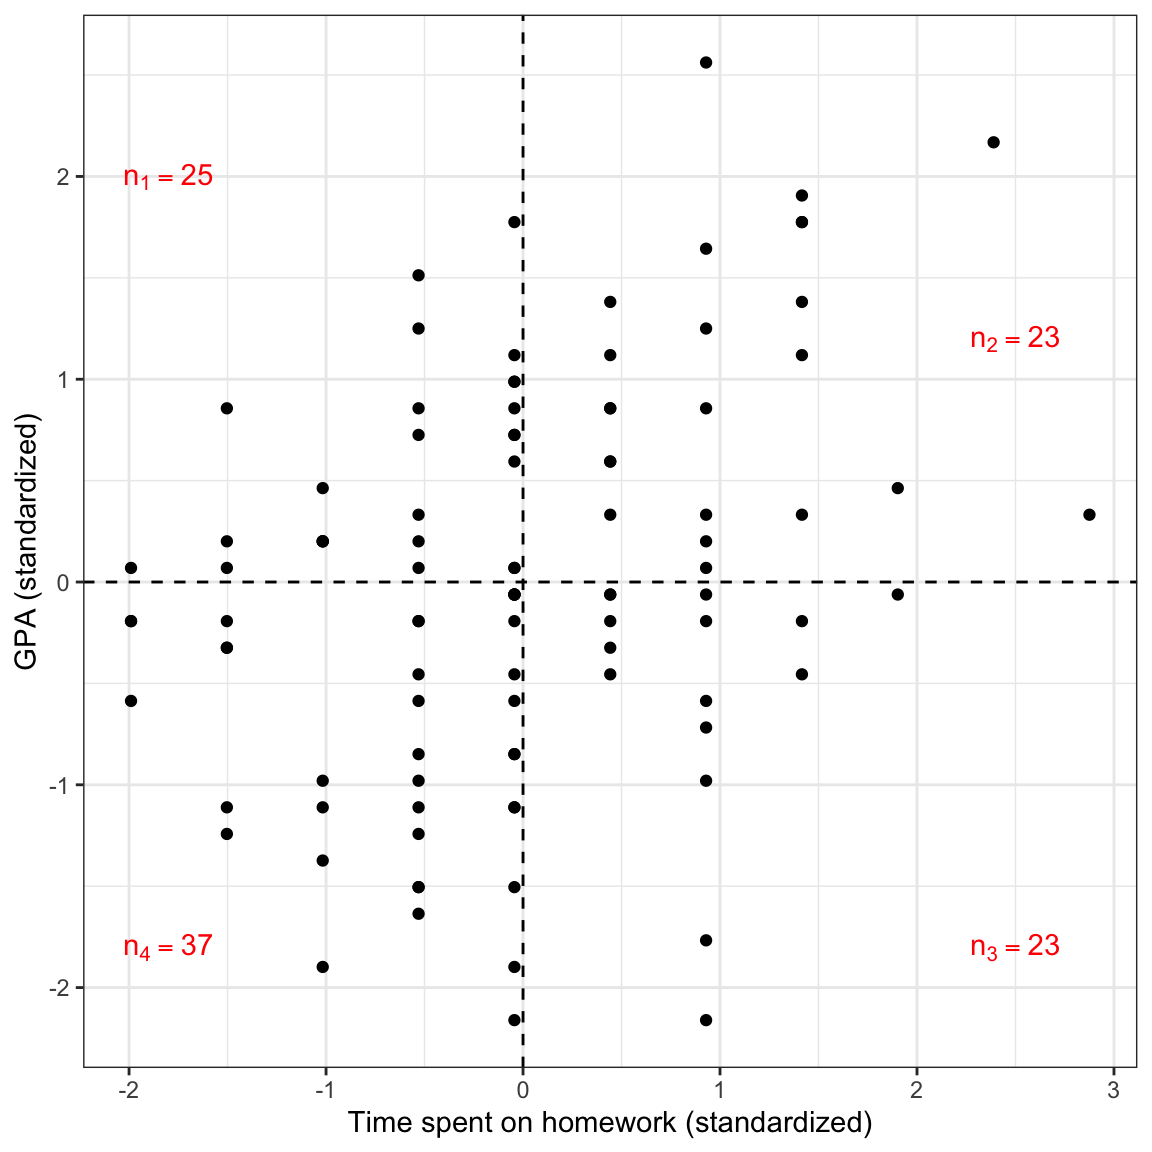 n1 = 25
n2 = 23
n4 = 37
n3 = 23
2
1
0
-1
-2
-2 -1 0 1 2 3
Time spent on homework (standardized)
GPA (standardized)